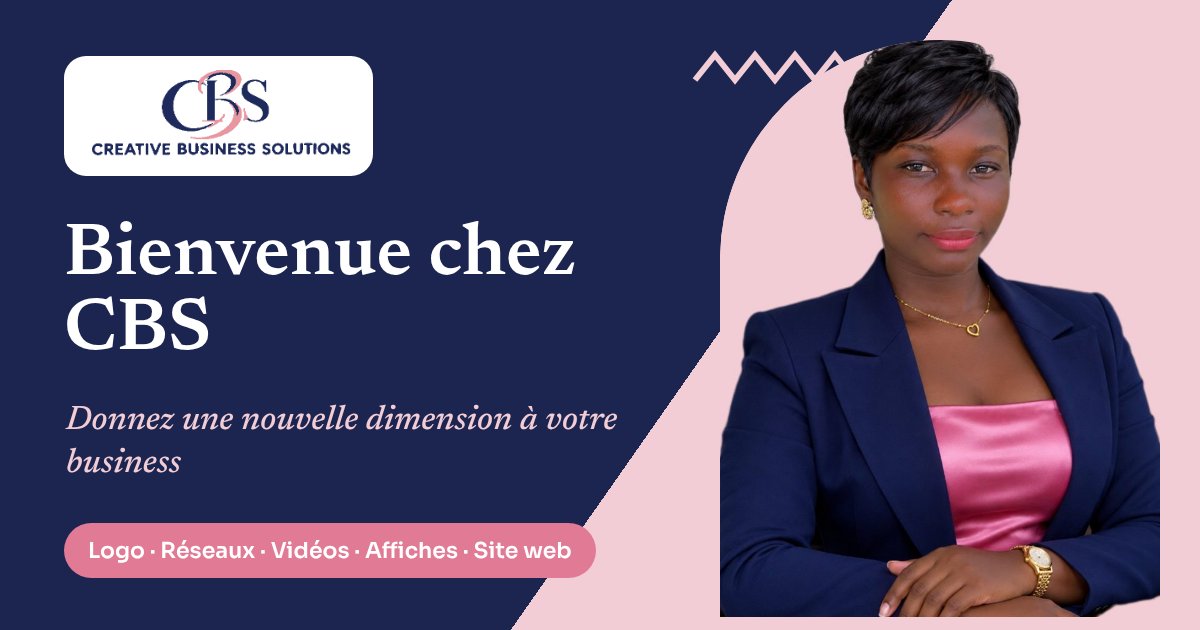 CBS
CREATIVE BUSINESS SOLUTIONS
Bienvenue chez
CBS
Donnez une nouvelle dimension à votre
business
Logo · Réseaux · Vidéos · Affiches · Site web